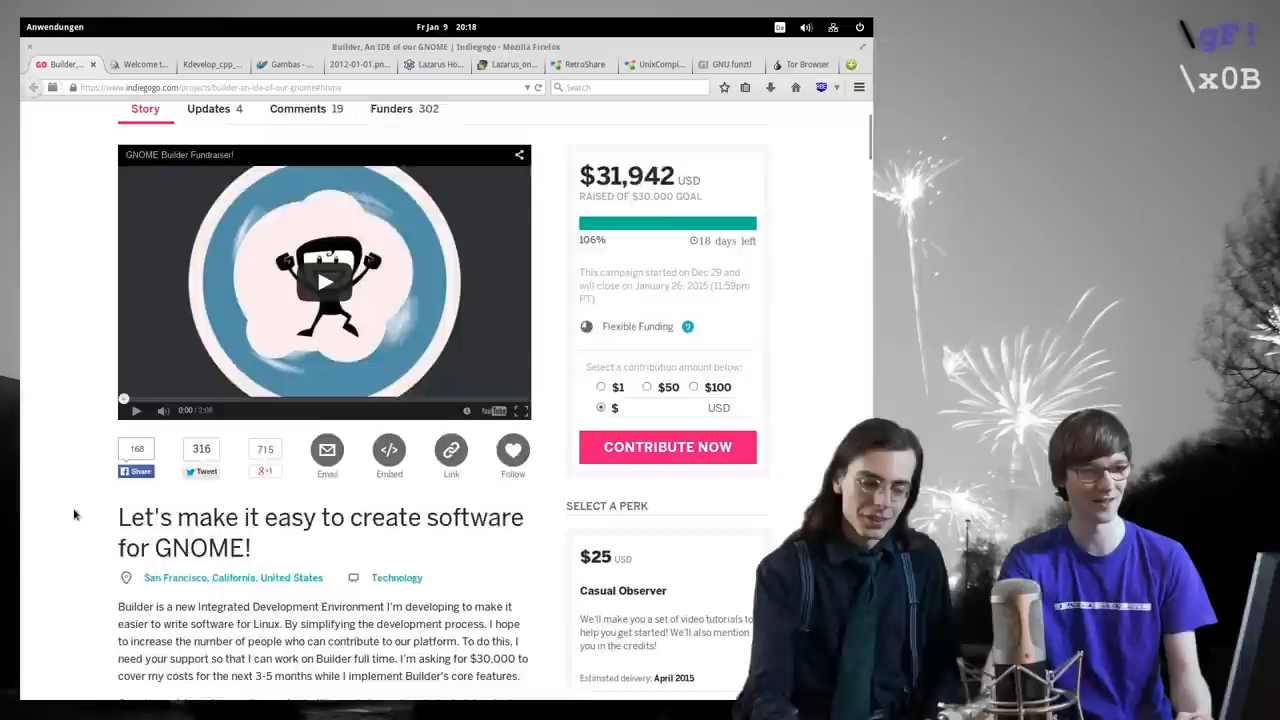 Anwendungen
Fr Jan 9 20:18
De
Builder, An IDE of our GNOME | Indiegogo - Mozilla Firefox
GO Builder,...
Welcome t...
Kdevelop_cpp_...
Gambas - ...
2012-01-01.pn...
Lazarus Ho...
Lazarus_on...
RetroShare
UnixCompi...
GNU funzt!
Tor Browser
https://www.indiegogo.com/projects/builder-an-ide-of-our-gnome#home
Search
Story
Updates 4
Comments 19
Funders 302
GNOME Builder Fundraiser!
0:00 / 2:08
YouTube
168
316
715
Share
Tweet
g+1
Email
Embed
Link
Follow
Let's make it easy to create software
for GNOME!
San Francisco, California, United States
Technology
Builder is a new Integrated Development Environment I'm developing to make it
easier to write software for Linux. By simplifying the development process, I hope
to increase the number of people who can contribute to our platform. To do this, I
need your support so that I can work on Builder full time. I'm asking for $30,000 to
cover my costs for the next 3-5 months while I implement Builder's core features.
$31,942 USD
RAISED OF $30,000 GOAL
106%
18 days left
This campaign started on Dec 29 and
will close on January 26, 2015 (11:59pm
PT)
Flexible Funding ?
Select a contribution amount below:
$1
$50
$100
$
USD
CONTRIBUTE NOW
SELECT A PERK
$25 USD
Casual Observer
We'll make you a set of video tutorials to
help you get started! We'll also mention
you in the credits!
Estimated delivery: April 2015
\gF!
\x0B